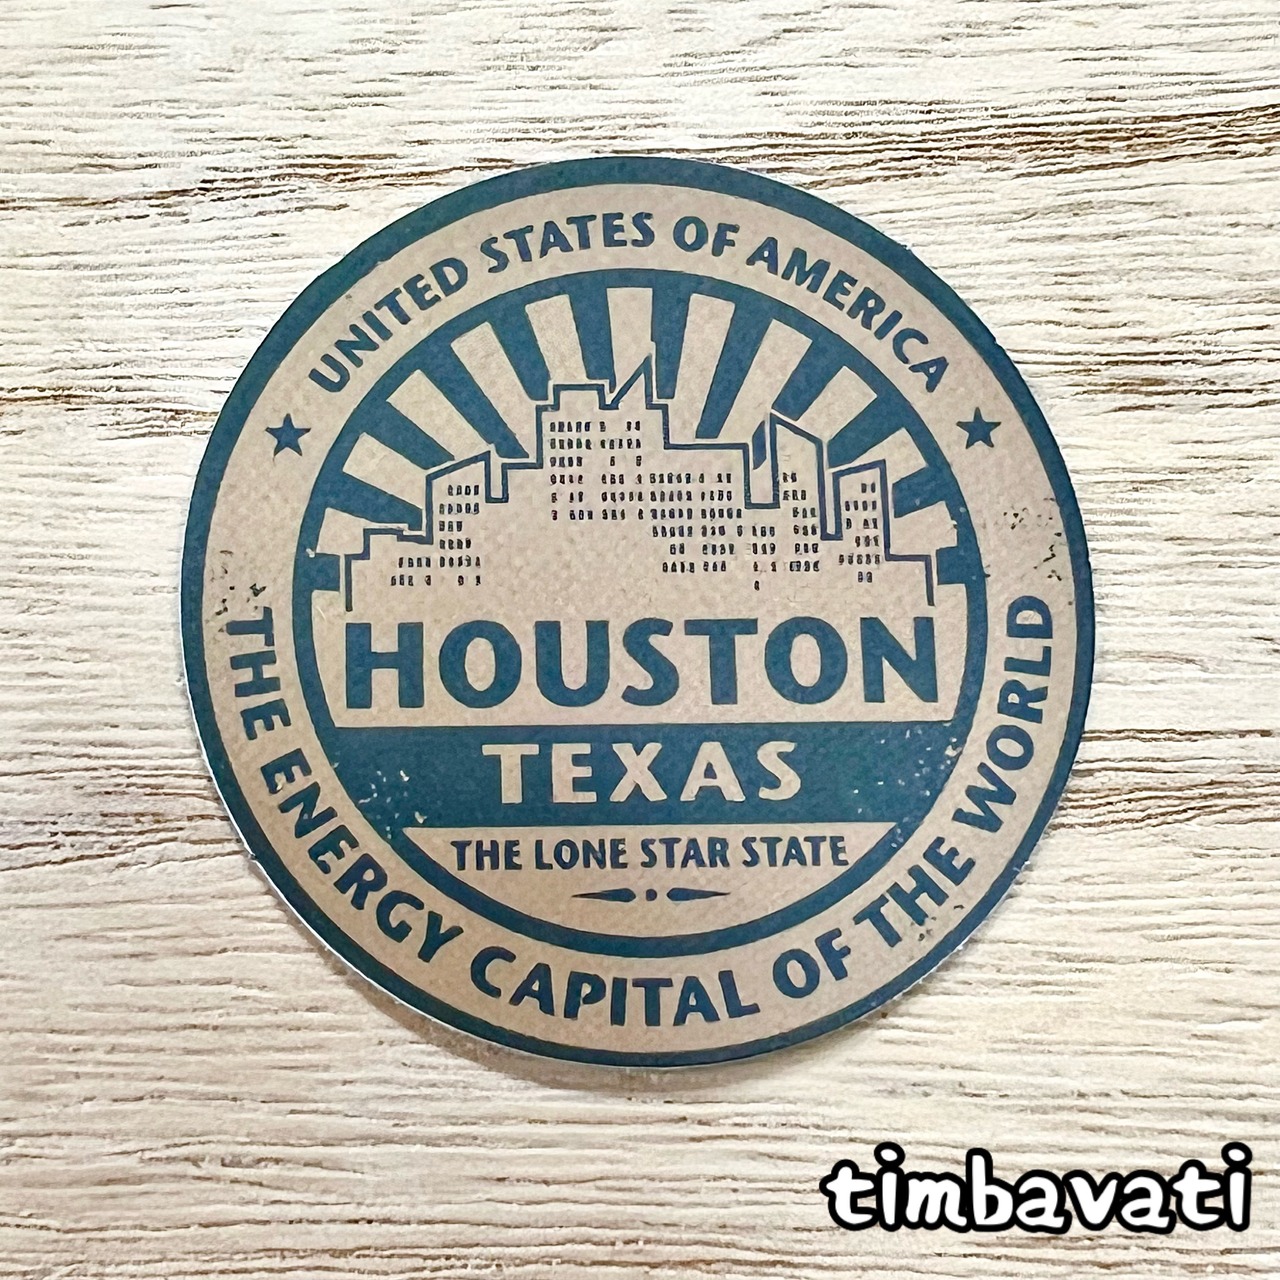 UNITED STATES OF AMERICA
HOUSTON
TEXAS
THE LONE STAR STATE
THE ENERGY CAPITAL OF THE WORLD
timbavati